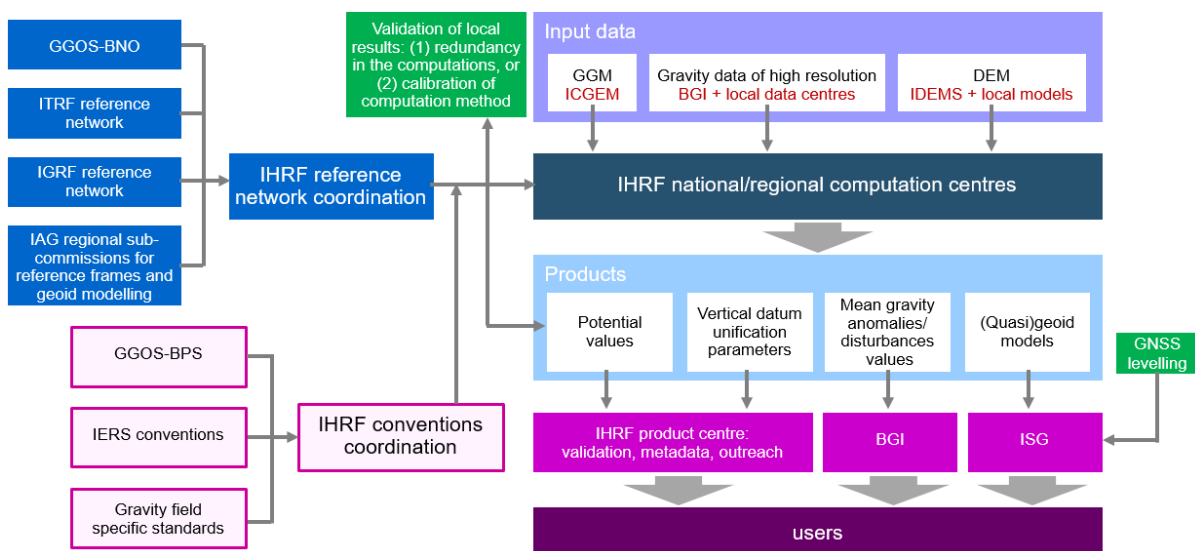 GGOS-BNO
ITRF reference
network
IGRF reference
network
IAG regional sub-
commissions for
reference frames and
geoid modelling
IHRF reference
network coordination
Validation of local
results: (1) redundancy
in the computations, or
(2) calibration of
computation method
Input data
GGM
ICGEM
Gravity data of high resolution
BGI + local data centres
DEM
IDEMS + local models
IHRF national/regional computation centres
Products
Potential
values
Vertical datum
unification
parameters
Mean gravity
anomalies/
disturbances
values
(Quasi)geoid
models
GNSS
levelling
GGOS-BPS
IERS conventions
Gravity field
specific standards
IHRF conventions
coordination
IHRF product centre:
validation, metadata, outreach
BGI
ISG
users